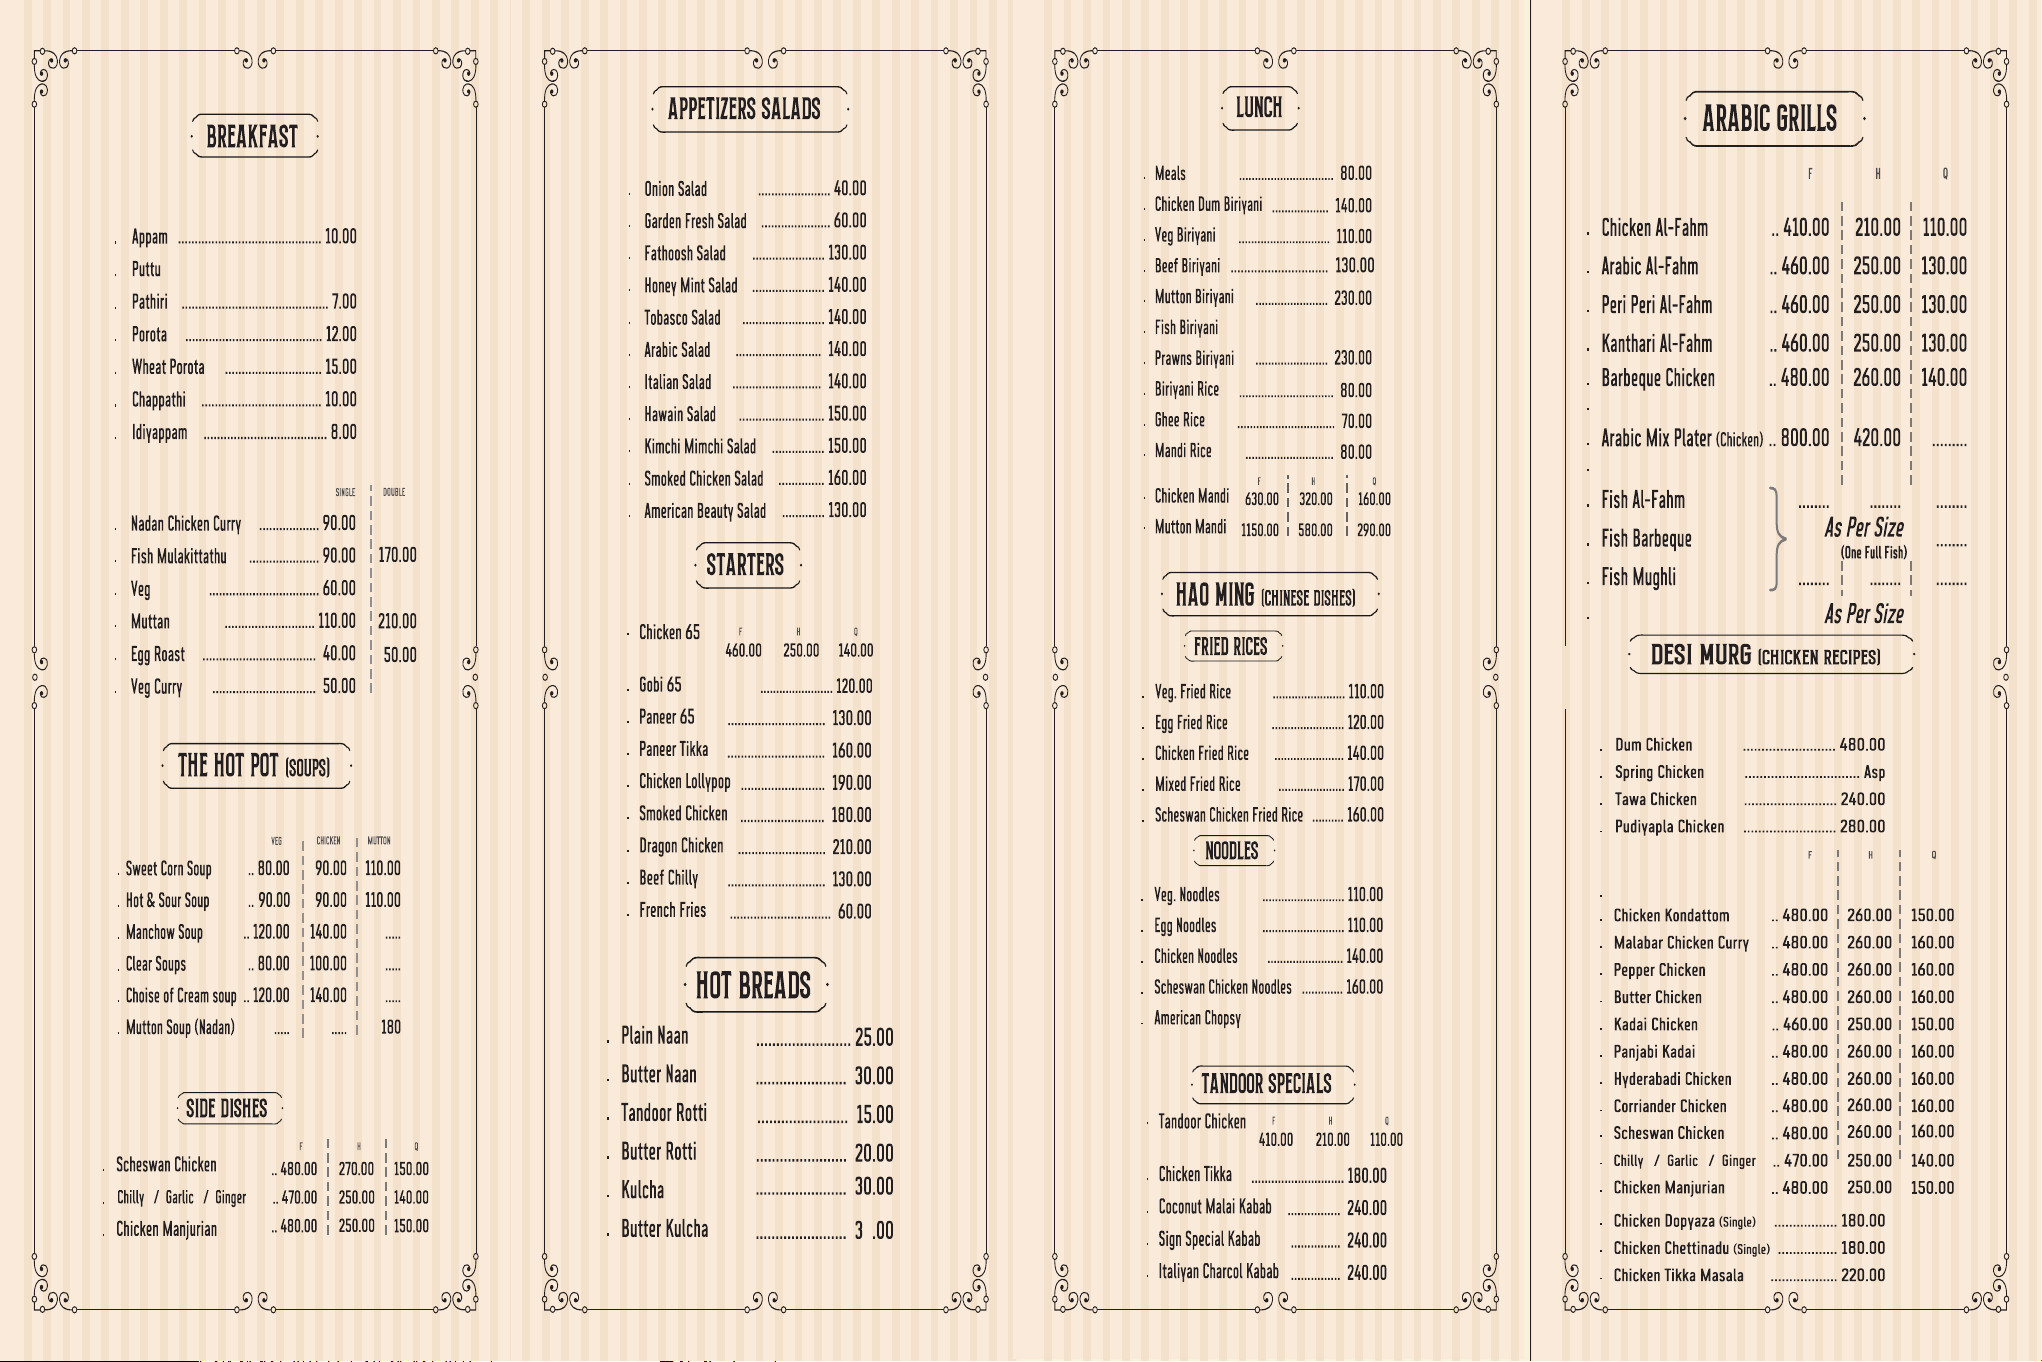 BREAKFAST
. Appam ........................................ 10.00
. Puttu
. Pathiri ........................................ 7.00
. Porota ........................................ 12.00
. Wheat Porota ............................ 15.00
. Chappathi .................................. 10.00
. Idiyappam .................................. 8.00
SINGLE DOUBLE
. Nadan Chicken Curry ................ 90.00
. Fish Mulakittathu .................. 90.00 170.00
. Veg ................................ 60.00
. Muttan ............................ 110.00 210.00
. Egg Roast .......................... 40.00 50.00
. Veg Curry .......................... 50.00
THE HOT POT (SOUPS)
VEG CHICKEN MUTTON
. Sweet Corn Soup .. 80.00 90.00 110.00
. Hot & Sour Soup .. 90.00 90.00 110.00
. Manchow Soup .. 120.00 140.00 .....
. Clear Soups .. 80.00 100.00 .....
. Choise of Cream soup .. 120.00 140.00 .....
. Mutton Soup (Nadan) ..... ..... 180
SIDE DISHES
F H Q
. Scheswan Chicken .. 480.00 270.00 150.00
. Chilly / Garlic / Ginger .. 470.00 250.00 140.00
. Chicken Manjurian .. 480.00 250.00 150.00
APPETIZERS SALADS
. Onion Salad ........................ 40.00
. Garden Fresh Salad ................ 60.00
. Fathoosh Salad .................... 130.00
. Honey Mint Salad .................. 140.00
. Tobasco Salad ...................... 140.00
. Arabic Salad ...................... 140.00
. Italian Salad ...................... 140.00
. Hawain Salad ...................... 150.00
. Kimchi Mimchi Salad .............. 150.00
. Smoked Chicken Salad ............ 160.00
. American Beauty Salad ............ 130.00
STARTERS
. Chicken 65 F H Q
460.00 250.00 140.00
. Gobi 65 ........................ 120.00
. Paneer 65 ........................ 130.00
. Paneer Tikka .................... 160.00
. Chicken Lollypop ................ 190.00
. Smoked Chicken .................. 180.00
. Dragon Chicken .................. 210.00
. Beef Chilly ...................... 130.00
. French Fries .................... 60.00
HOT BREADS
. Plain Naan ........................ 25.00
. Butter Naan ...................... 30.00
. Tandoor Rotti .................... 15.00
. Butter Rotti ...................... 20.00
. Kulcha ............................ 30.00
. Butter Kulcha .................... 3 .00
LUNCH
. Meals ............................ 80.00
. Chicken Dum Biriyani ............ 140.00
. Veg Biriyani .................... 110.00
. Beef Biriyani .................... 130.00
. Mutton Biriyani ................ 230.00
. Fish Biriyani
. Prawns Biriyani ................ 230.00
. Biriyani Rice .................... 80.00
. Ghee Rice ........................ 70.00
. Mandi Rice ...................... 80.00
F H Q
. Chicken Mandi 630.00 320.00 160.00
. Mutton Mandi 1150.00 580.00 290.00
HAO MING (CHINESE DISHES)
FRIED RICES
. Veg. Fried Rice .................. 110.00
. Egg Fried Rice .................. 120.00
. Chicken Fried Rice .............. 140.00
. Mixed Fried Rice ................ 170.00
. Scheswan Chicken Fried Rice ........ 160.00
NOODLES
. Veg. Noodles .................... 110.00
. Egg Noodles .................... 110.00
. Chicken Noodles ................ 140.00
. Scheswan Chicken Noodles .......... 160.00
. American Chopsy
TANDOOR SPECIALS
. Tandoor Chicken F H Q
410.00 210.00 110.00
. Chicken Tikka .................... 180.00
. Coconut Malai Kabab ............ 240.00
. Sign Special Kabab .............. 240.00
. Italiyan Charcol Kabab .......... 240.00
ARABIC GRILLS
F H Q
. Chicken Al-Fahm .. 410.00 210.00 110.00
. Arabic Al-Fahm .. 460.00 250.00 130.00
. Peri Peri Al-Fahm .. 460.00 250.00 130.00
. Kanthari Al-Fahm .. 460.00 250.00 130.00
. Barbeque Chicken .. 480.00 260.00 140.00
. Arabic Mix Plater (Chicken) .. 800.00 420.00 .........
. Fish Al-Fahm ........ ........ ........
As Per Size
. Fish Barbeque ........
(One Full Fish)
. Fish Mughli ........ ........ ........
As Per Size
DESI MURG (CHICKEN RECIPES)
. Dum Chicken ........................ 480.00
. Spring Chicken .............................. Asp
. Tawa Chicken ........................ 240.00
. Pudiyapla Chicken .................... 280.00
F H Q
. Chicken Kondattom .. 480.00 260.00 150.00
. Malabar Chicken Curry .. 480.00 260.00 160.00
. Pepper Chicken .. 480.00 260.00 160.00
. Butter Chicken .. 480.00 260.00 160.00
. Kadai Chicken .. 460.00 250.00 150.00
. Panjabi Kadai .. 480.00 260.00 160.00
. Hyderabadi Chicken .. 480.00 260.00 160.00
. Corriander Chicken .. 480.00 260.00 160.00
. Scheswan Chicken .. 480.00 260.00 160.00
. Chilly / Garlic / Ginger .. 470.00 250.00 140.00
. Chicken Manjurian .. 480.00 250.00 150.00
. Chicken Dopyaza (Single) ................ 180.00
. Chicken Chettinadu (Single) ............... 180.00
. Chicken Tikka Masala ................. 220.00